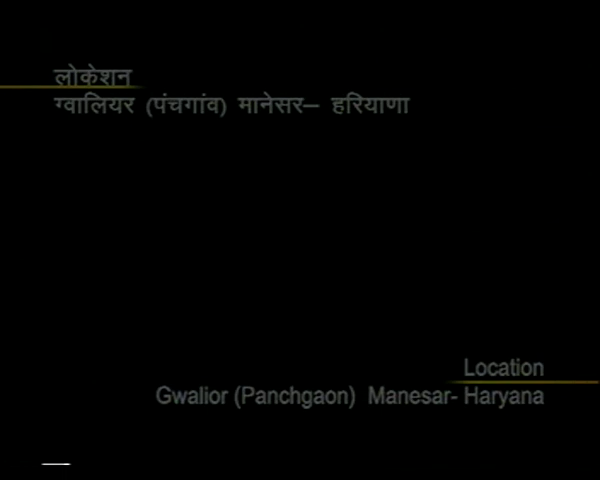 लोकेशन
ग्वालियर (पंचगांव) मानेसर– हरियाणा
Location
Gwalior (Panchgaon) Manesar- Haryana